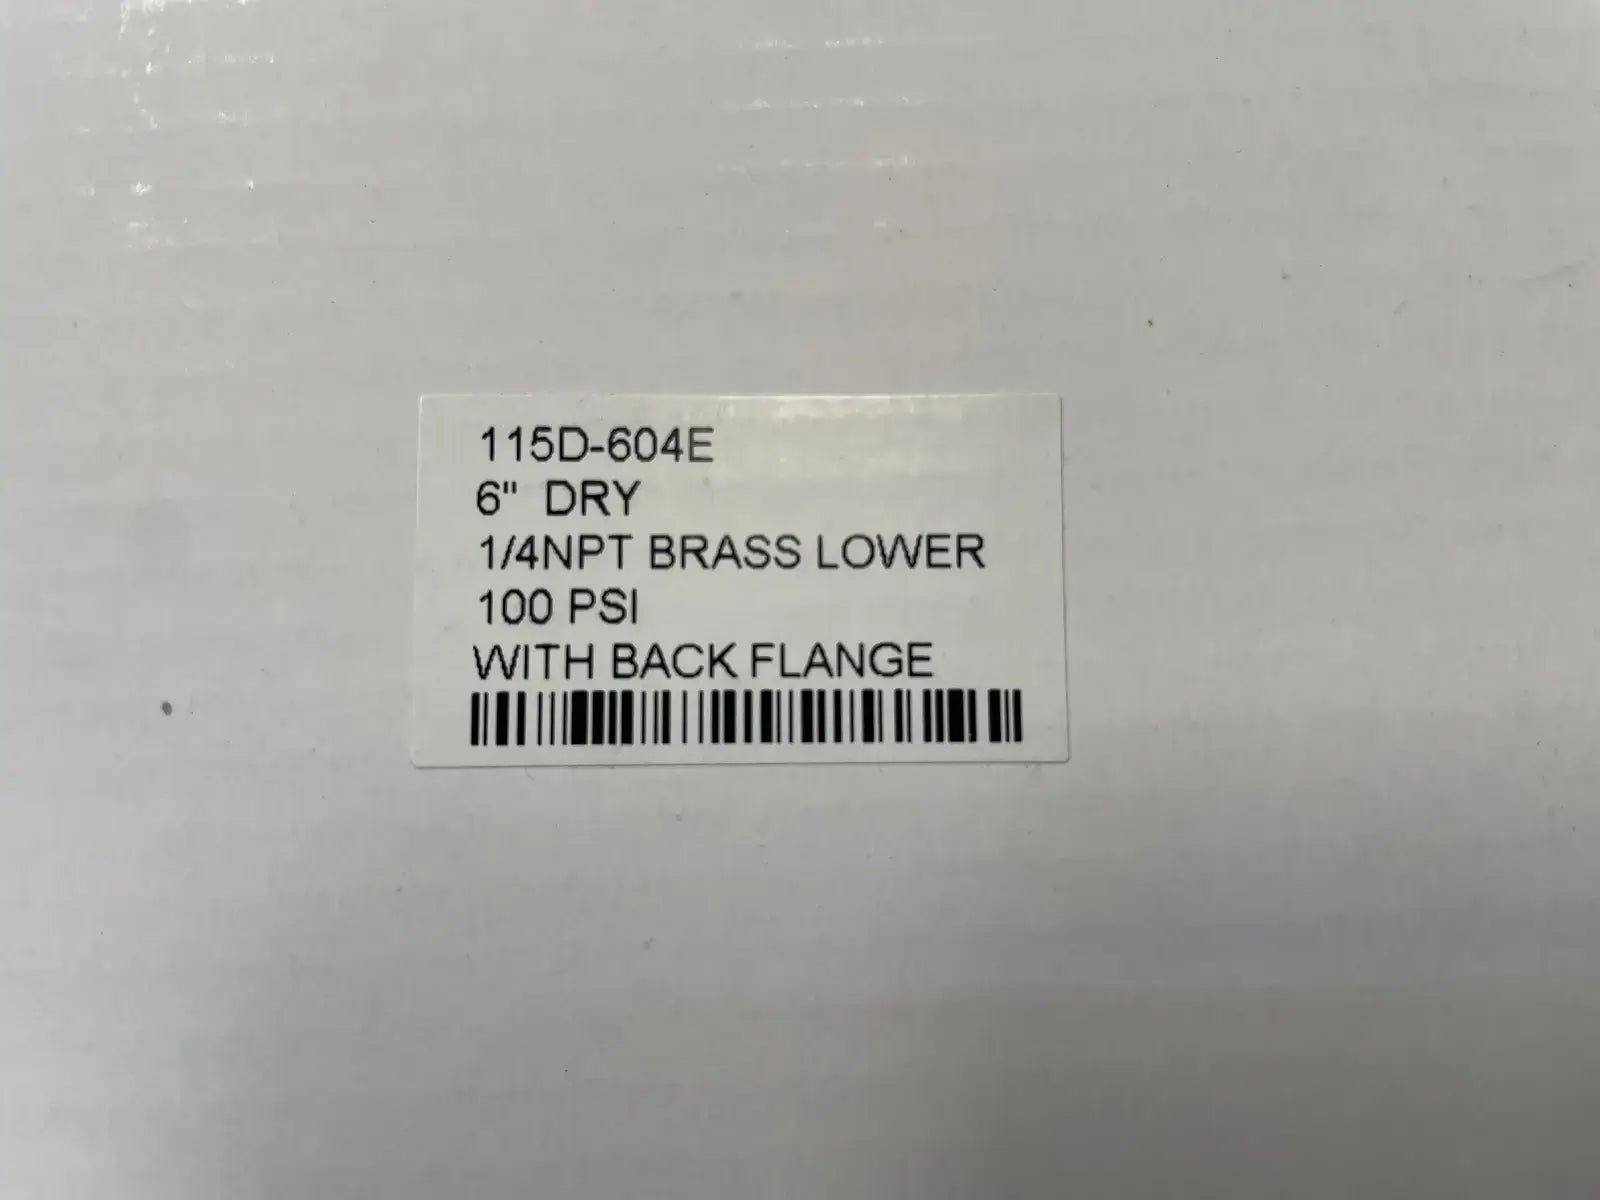 115D-604E
6" DRY
1/4NPT BRASS LOWER
100 PSI
WITH BACK FLANGE